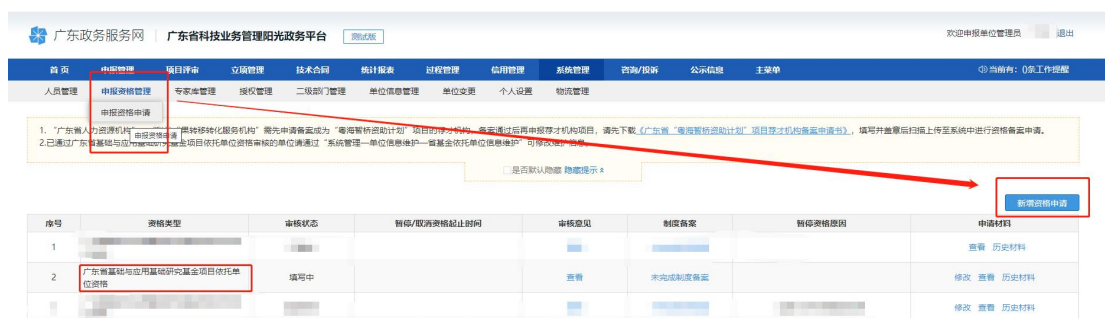 广东政务服务网 广东省科技业务管理阳光政务平台 测试版 欢迎申报单位管理员 退出
首页 申报管理 项目评审 立项管理 技术合同 统计报表 过程管理 信用管理 系统管理 咨询/投诉 公示信息 主菜单 当前有：0条工作提醒
人员管理 申报资格管理 专家库管理 授权管理 二级部门管理 单位信息管理 单位变更 个人设置 物流管理
申报资格申请
1. “广东省人力资源机构” 果转移转化服务机构”需先申请备案成为“粤海智桥资助计划”项目的荐才机构，备案通过后再申报荐才机构项目，请先下载《广东省“粤海智桥资助计划”项目荐才机构备案申请书》，填写并盖章后扫描上传至系统中进行资格备案申请。
申报资格申请
2.已通过广东省基础与应用基础研究基金项目依托单位资格审核的单位请通过“系统管理—单位信息维护—省基金依托单位信息维护”可修改维护信息。
是否默认隐藏 隐藏提示
新增资格申请
序号 资格类型 审核状态 暂停/取消资格起止时间 审核意见 制度备案 暂停资格原因 申请材料
1 查看 历史材料
2 广东省基础与应用基础研究基金项目依托单 填写中 查看 未完成制度备案 修改 查看 历史材料
位资格
修改 查看 历史材料